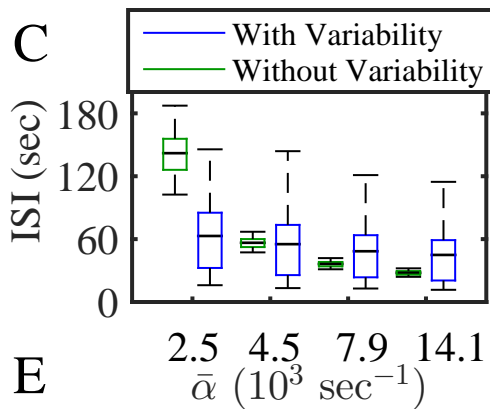 C
With Variability
Without Variability
ISI (sec)
180
120
60
0
2.5 4.5 7.9 14.1
ᾱ (10³ sec⁻¹)
E